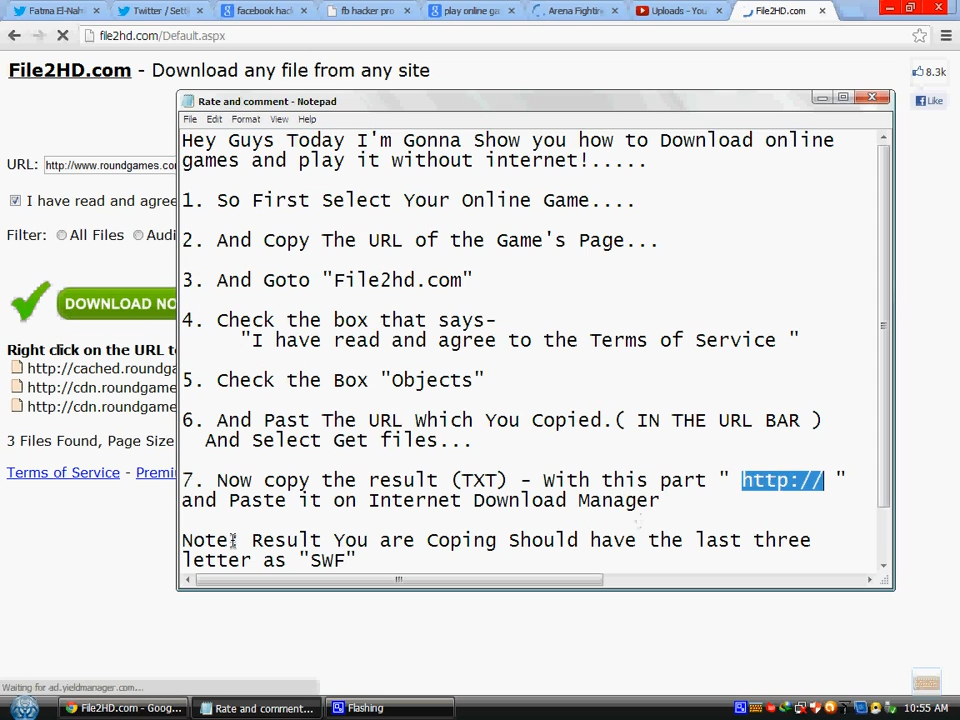 Fatma El-Nah
Twitter / Setti
facebook hac
fb hacker pro
play online ga
Arena Fightin
Uploads - You
File2HD.com
file2hd.com/Default.aspx
File2HD.com - Download any file from any site
8.3k
Like
Rate and comment - Notepad
File Edit Format View Help
Hey Guys Today I'm Gonna Show you how to Download online
games and play it without internet!.....
URL: http://www.roundgames.co
1. So First Select Your Online Game....
I have read and agree
Filter: All Files Audi
2. And Copy The URL of the Game's Page...
3. And Goto "File2hd.com"
DOWNLOAD NO
4. Check the box that says-
"I have read and agree to the Terms of Service "
Right click on the URL t
http://cached.roundga
http://cdn.roundgame
http://cdn.roundgame
5. Check the Box "Objects"
6. And Past The URL Which You Copied.( IN THE URL BAR )
And Select Get files...
3 Files Found, Page Size
Terms of Service - Premi
7. Now copy the result (TXT) - With this part " http:// "
and Paste it on Internet Download Manager
Note: Result You are Coping Should have the last three
letter as "SWF"
Waiting for ad.yieldmanager.com...
File2HD.com - Goog...
Rate and comment...
Flashing
10:55 AM